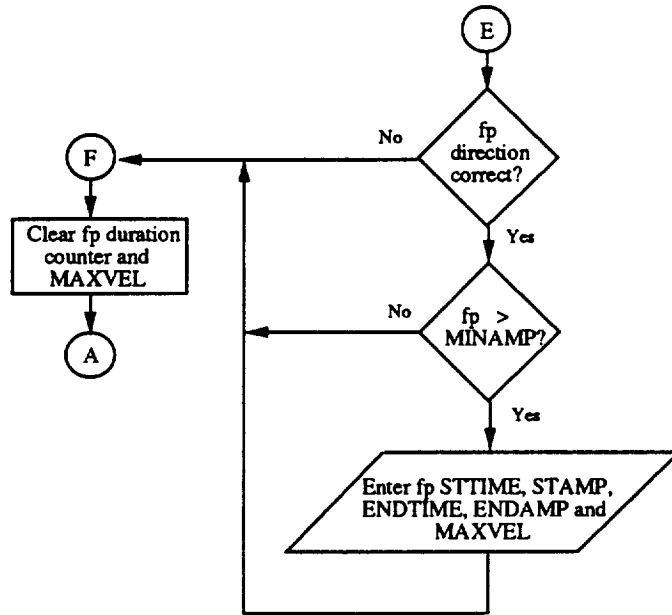 E
fp
direction
correct?
No
Yes
F
Clear fp duration
counter and
MAXVEL
A
fp >
MINAMP?
No
Yes
Enter fp STTIME, STAMP,
ENDTIME, ENDAMP and
MAXVEL